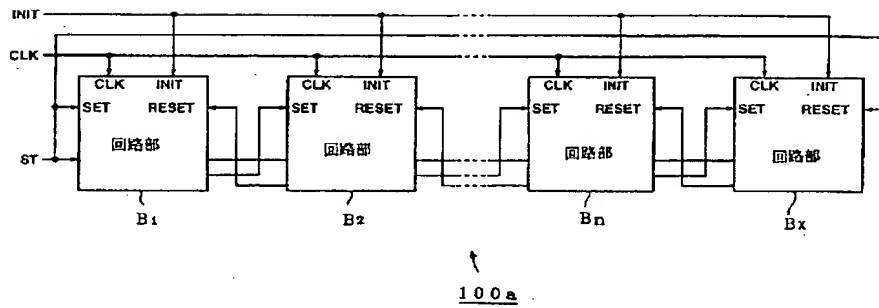 INIT
CLK
CLK INIT
SET RESET
回路部
CLK INIT
SET RESET
回路部
CLK INIT
SET RESET
回路部
CLK INIT
SET RESET
回路部
ST
B1
B2
Bn
Bx
100a